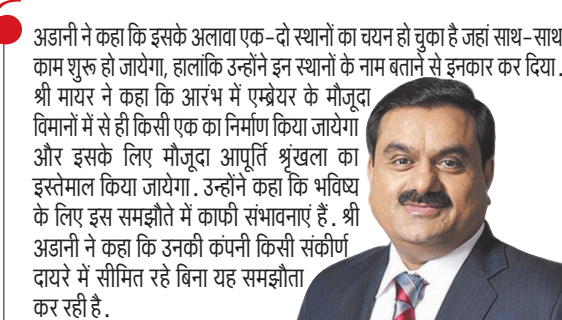 अडानी ने कहा कि इसके अलावा एक-दो स्थानों का चयन हो चुका है जहां साथ-साथ
काम शुरू हो जायेगा, हालांकि उन्होंने इन स्थानों के नाम बताने से इनकार कर दिया.
श्री मायर ने कहा कि आरंभ में एम्ब्रेयर के मौजूदा
विमानों में से ही किसी एक का निर्माण किया जायेगा
और इसके लिए मौजूदा आपूर्ति श्रृंखला का
इस्तेमाल किया जायेगा. उन्होंने कहा कि भविष्य
के लिए इस समझौते में काफी संभावनाएं हैं. श्री
अडानी ने कहा कि उनकी कंपनी किसी संकीर्ण
दायरे में सीमित रहे बिना यह समझौता
कर रही है.